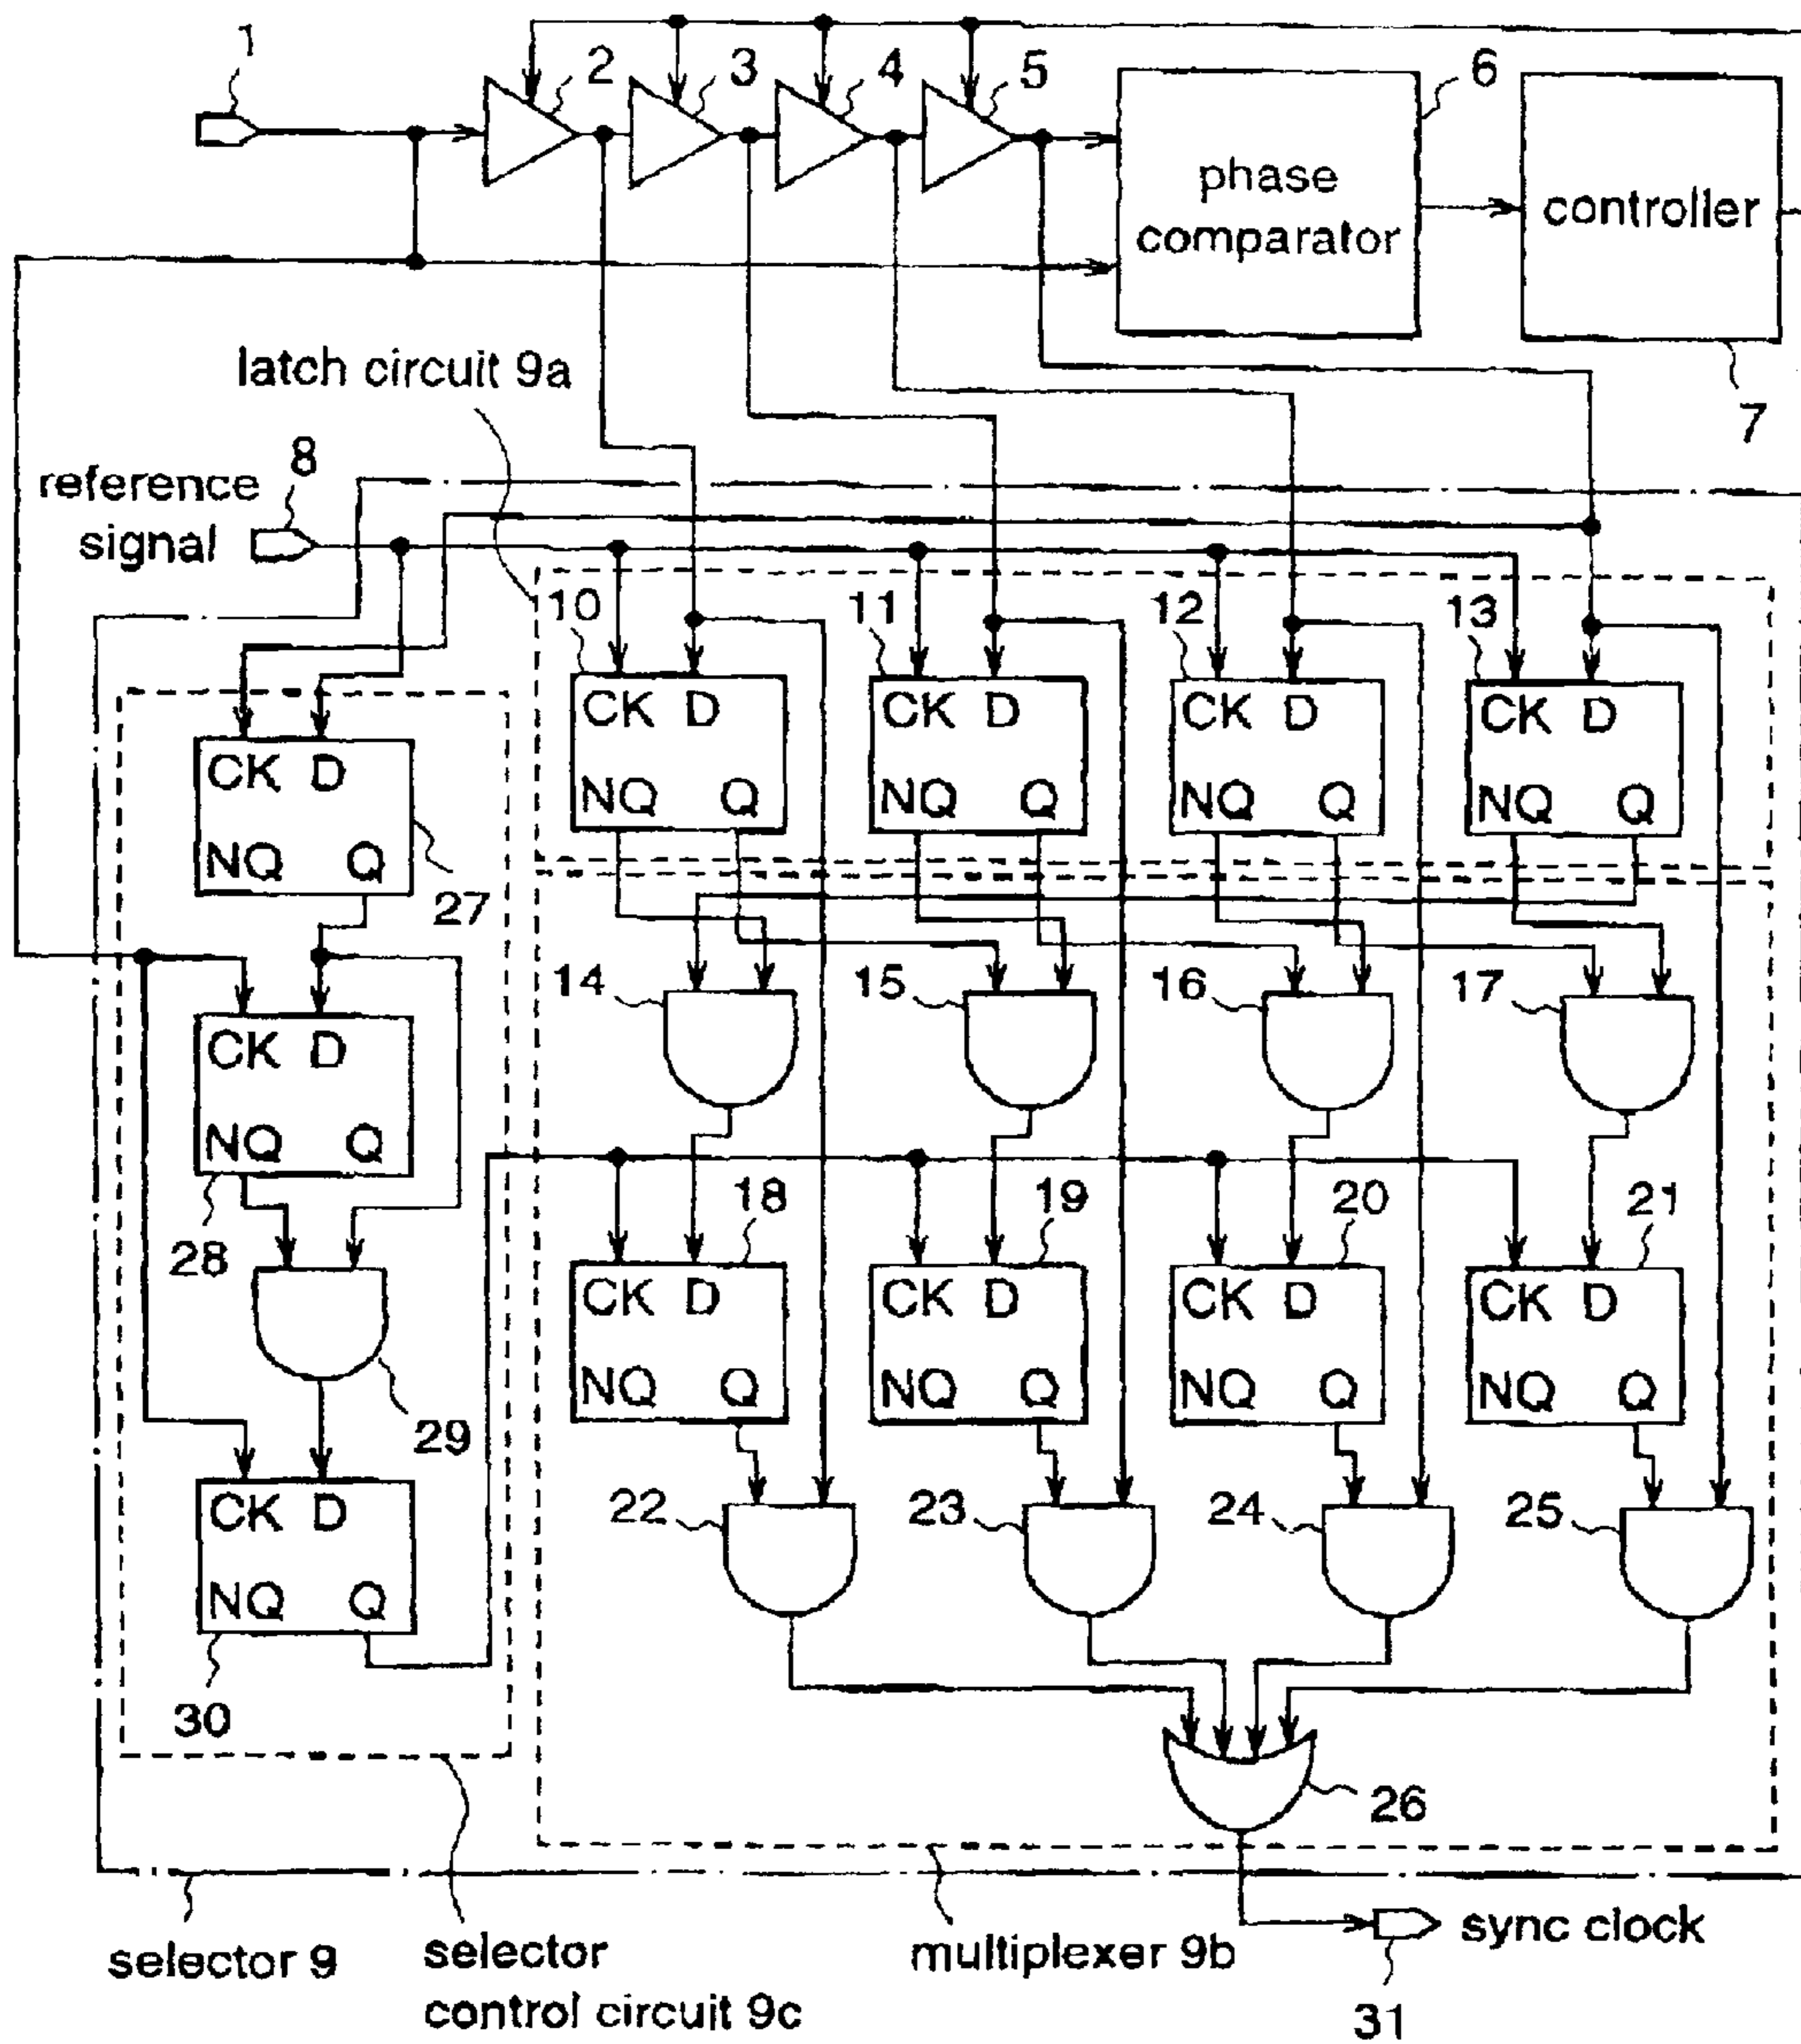 1
2
3
4
5
6
phase
comparator
controller
7
latch circuit 9a
8
reference
signal
10
11
12
13
CK D
NQ Q
CK D
NQ Q
CK D
NQ Q
CK D
NQ Q
CK D
NQ Q
27
14
15
16
17
CK D
NQ Q
28
18
19
20
21
CK D
NQ Q
CK D
NQ Q
CK D
NQ Q
CK D
NQ Q
29
CK D
NQ Q
30
22
23
24
25
26
selector 9
selector
control circuit 9c
multiplexer 9b
sync clock
31